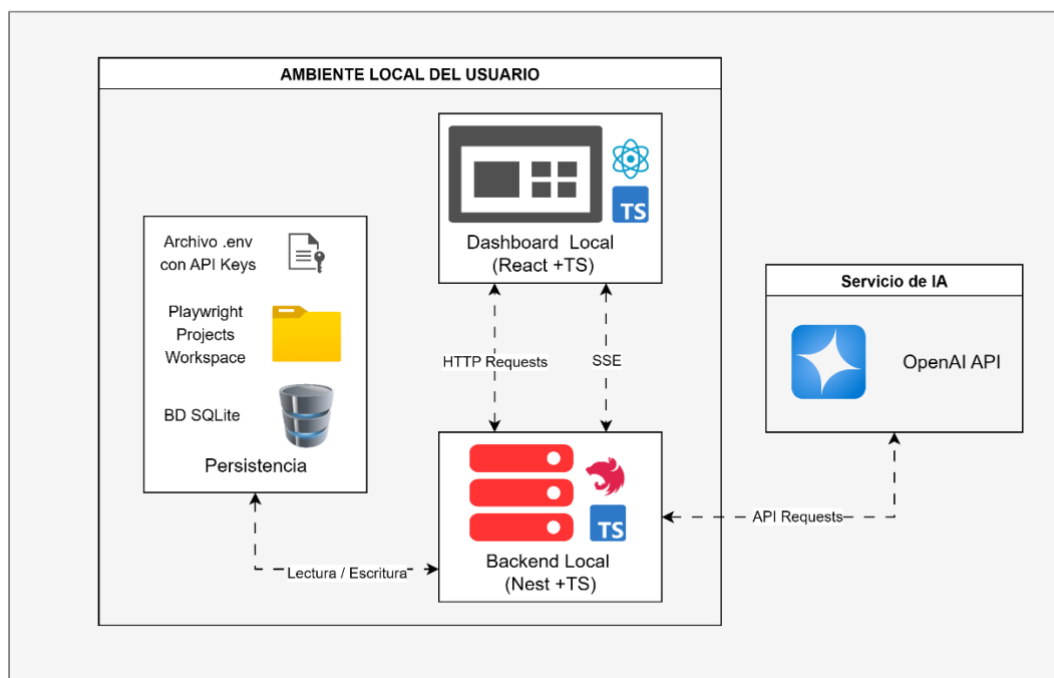 AMBIENTE LOCAL DEL USUARIO
TS
Dashboard Local
(React +TS)
Archivo .env
con API Keys
Playwright
Projects
Workspace
BD SQLite
Persistencia
HTTP Requests
SSE
Servicio de IA
OpenAI API
TS
Backend Local
(Nest +TS)
API Requests
Lectura / Escritura